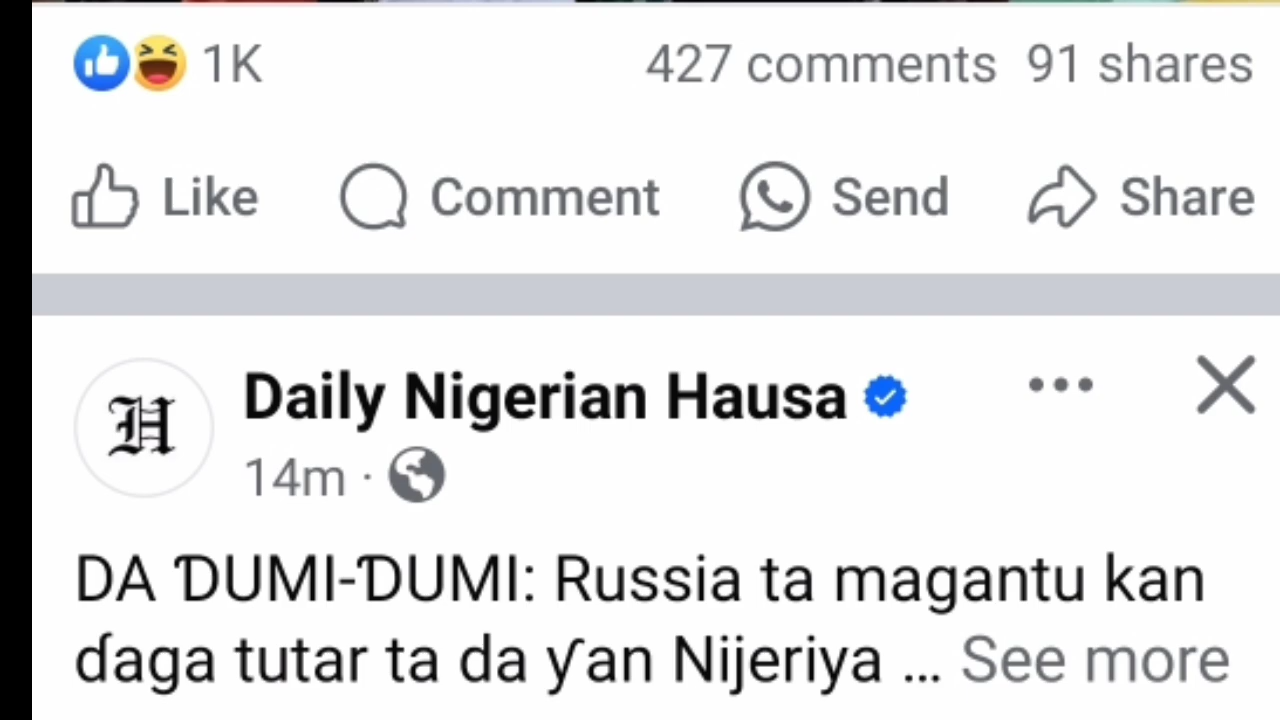 1K 427 comments 91 shares
Like Comment Send Share
H
Daily Nigerian Hausa
14m ·
DA ƊUMI-ƊUMI: Russia ta magantu kan
ɗaga tutar ta da ƴan Nijeriya ... See more